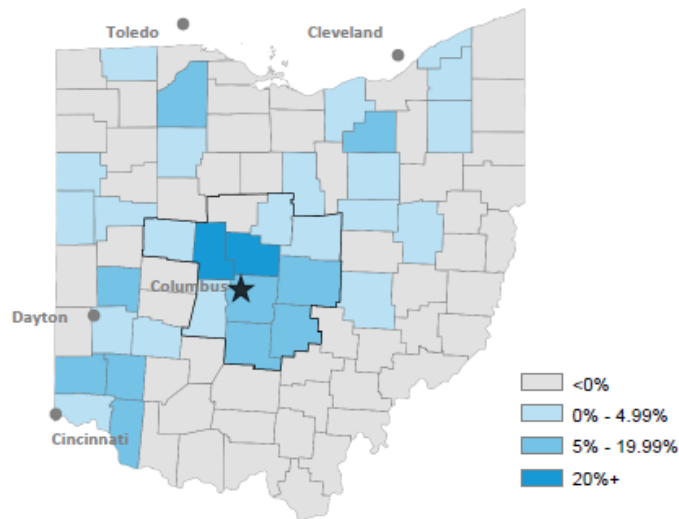 Toledo
Cleveland
Columbus
Dayton
Cincinnati
<0%
0% - 4.99%
5% - 19.99%
20%+